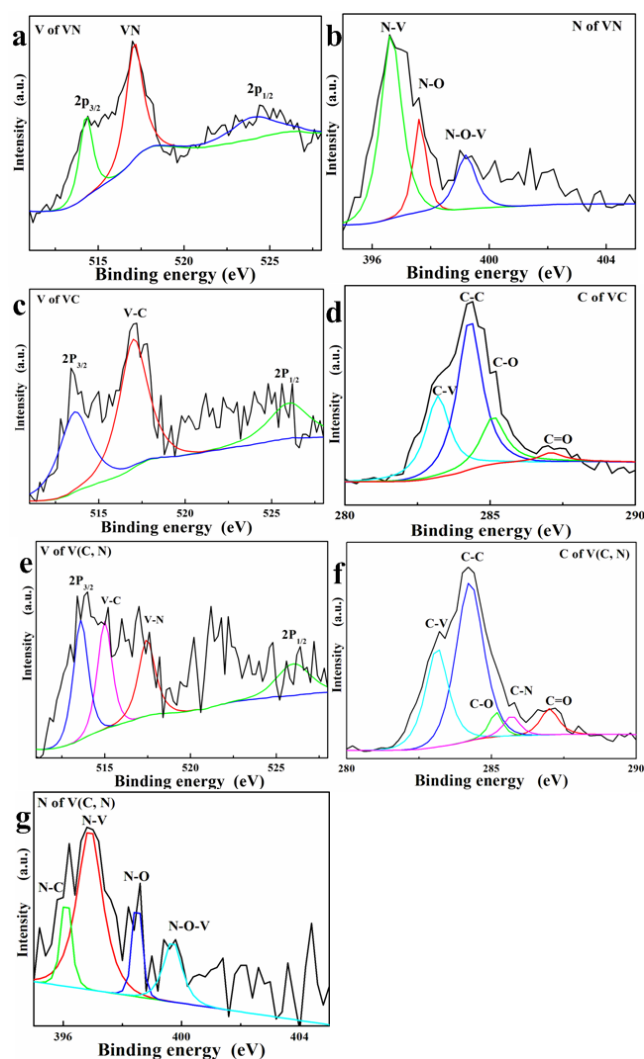 a
V of VN
VN
2p3/2
2p1/2
Intensity (a.u.)
515
520
525
Binding energy (eV)
b
N of VN
N-V
N-O
N-O-V
Intensity (a.u.)
396
400
404
Binding energy (eV)
c
V of VC
V-C
2P3/2
2P1/2
Intensity (a.u.)
515
520
525
Binding energy (eV)
d
C of VC
C-C
C-O
C-V
C=O
Intensity (a.u.)
280
285
290
Binding energy (eV)
e
V of V(C, N)
2P3/2
V-C
V-N
2P1/2
Intensity (a.u.)
515
520
525
Binding energy (eV)
f
C of V(C, N)
C-C
C-V
C-O
C-N
C=O
Intensity (a.u.)
280
285
290
Binding energy (eV)
g
N of V(C, N)
N-V
N-C
N-O
N-O-V
Intensity (a.u.)
396
400
404
Binding energy (eV)